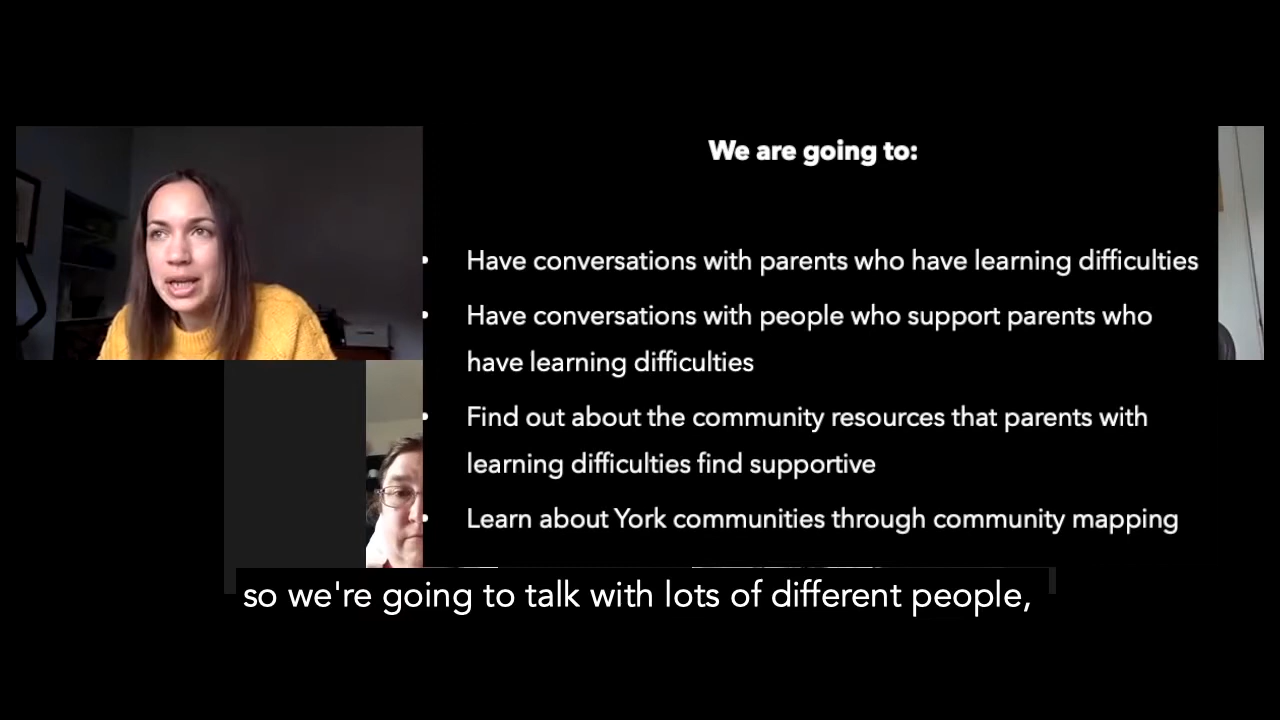 We are going to:
• Have conversations with parents who have learning difficulties
• Have conversations with people who support parents who
have learning difficulties
• Find out about the community resources that parents with
learning difficulties find supportive
• Learn about York communities through community mapping
so we're going to talk with lots of different people,